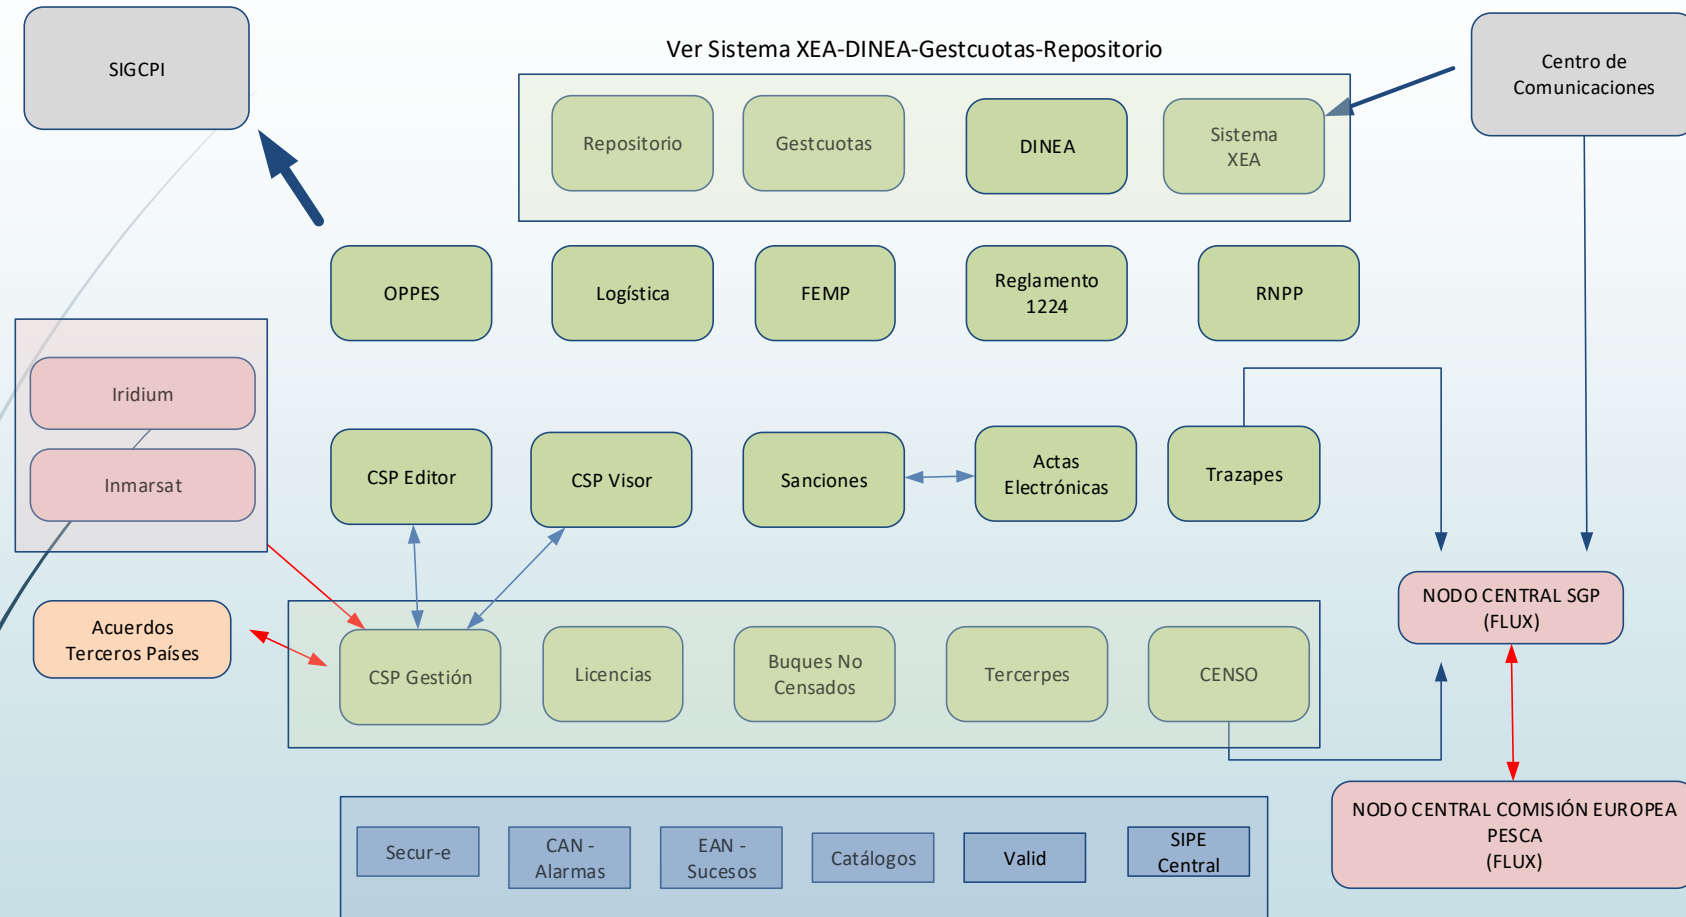 SIGCPI
Ver Sistema XEA-DINEA-Gestcuotas-Repositorio
Centro de
Comunicaciones
Repositorio
Gestcuotas
DINEA
Sistema
XEA
OPPES
Logística
FEMP
Reglamento
1224
RNPP
Iridium
Inmarsat
CSP Editor
CSP Visor
Sanciones
Actas
Electrónicas
Trazapes
NODO CENTRAL SGP
(FLUX)
Acuerdos
Terceros Países
CSP Gestión
Licencias
Buques No
Censados
Tercerpes
CENSO
NODO CENTRAL COMISIÓN EUROPEA
PESCA
(FLUX)
Secur-e
CAN -
Alarmas
EAN -
Sucesos
Catálogos
Valid
SIPE
Central